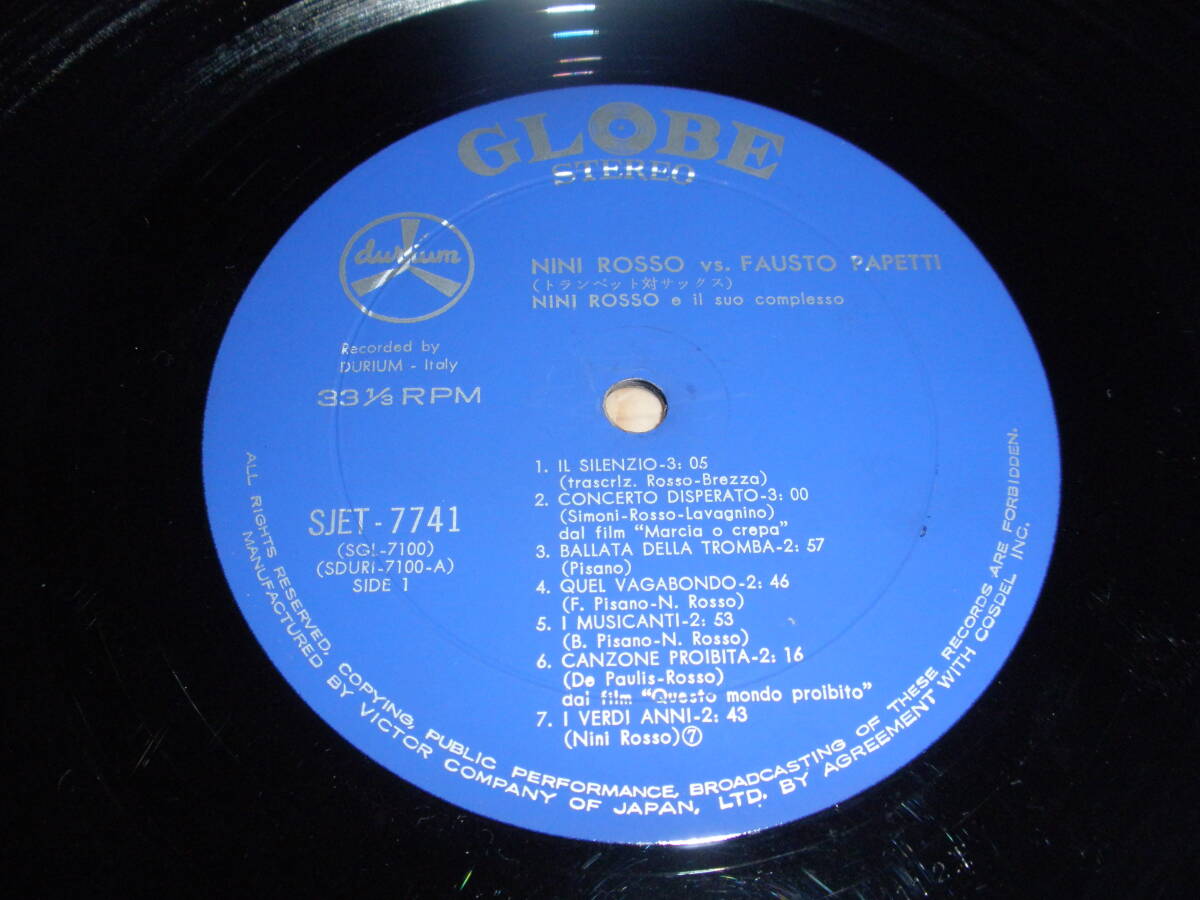 GLOBE
STEREO
durium
NINI ROSSO vs. FAUSTO PAPETTI
(トランペット対サックス)
NINI ROSSO e il suo complesso
Recorded by
DURIUM - Italy
33 1/3 RPM
1. IL SILENZIO-3: 05
(trascrlz. Rosso-Brezza)
2. CONCERTO DISPERATO-3: 00
(Simoni-Rosso-Lavagnino)
dal film "Marcia o crepa"
3. BALLATA DELLA TROMBA-2: 57
(Pisano)
4. QUEL VAGABONDO-2: 46
(F. Pisano-N. Rosso)
5. I MUSICANTI-2: 53
(B. Pisano-N. Rosso)
6. CANZONE PROIBITA-2: 16
(De Paulis-Rosso)
dai film "Questo mondo proibito"
7. I VERDI ANNI-2: 43
(Nini Rosso)⑦
SJET-7741
(SGL-7100)
(SDURI-7100-A)
SIDE 1
ALL RIGHTS RESERVED, COPYING, PUBLIC PERFORMANCE, BROADCASTING OF THESE RECORDS ARE FORBIDDEN.
MANUFACTURED BY VICTOR COMPANY OF JAPAN, LTD. BY AGREEMENT WITH COSDEL INC.